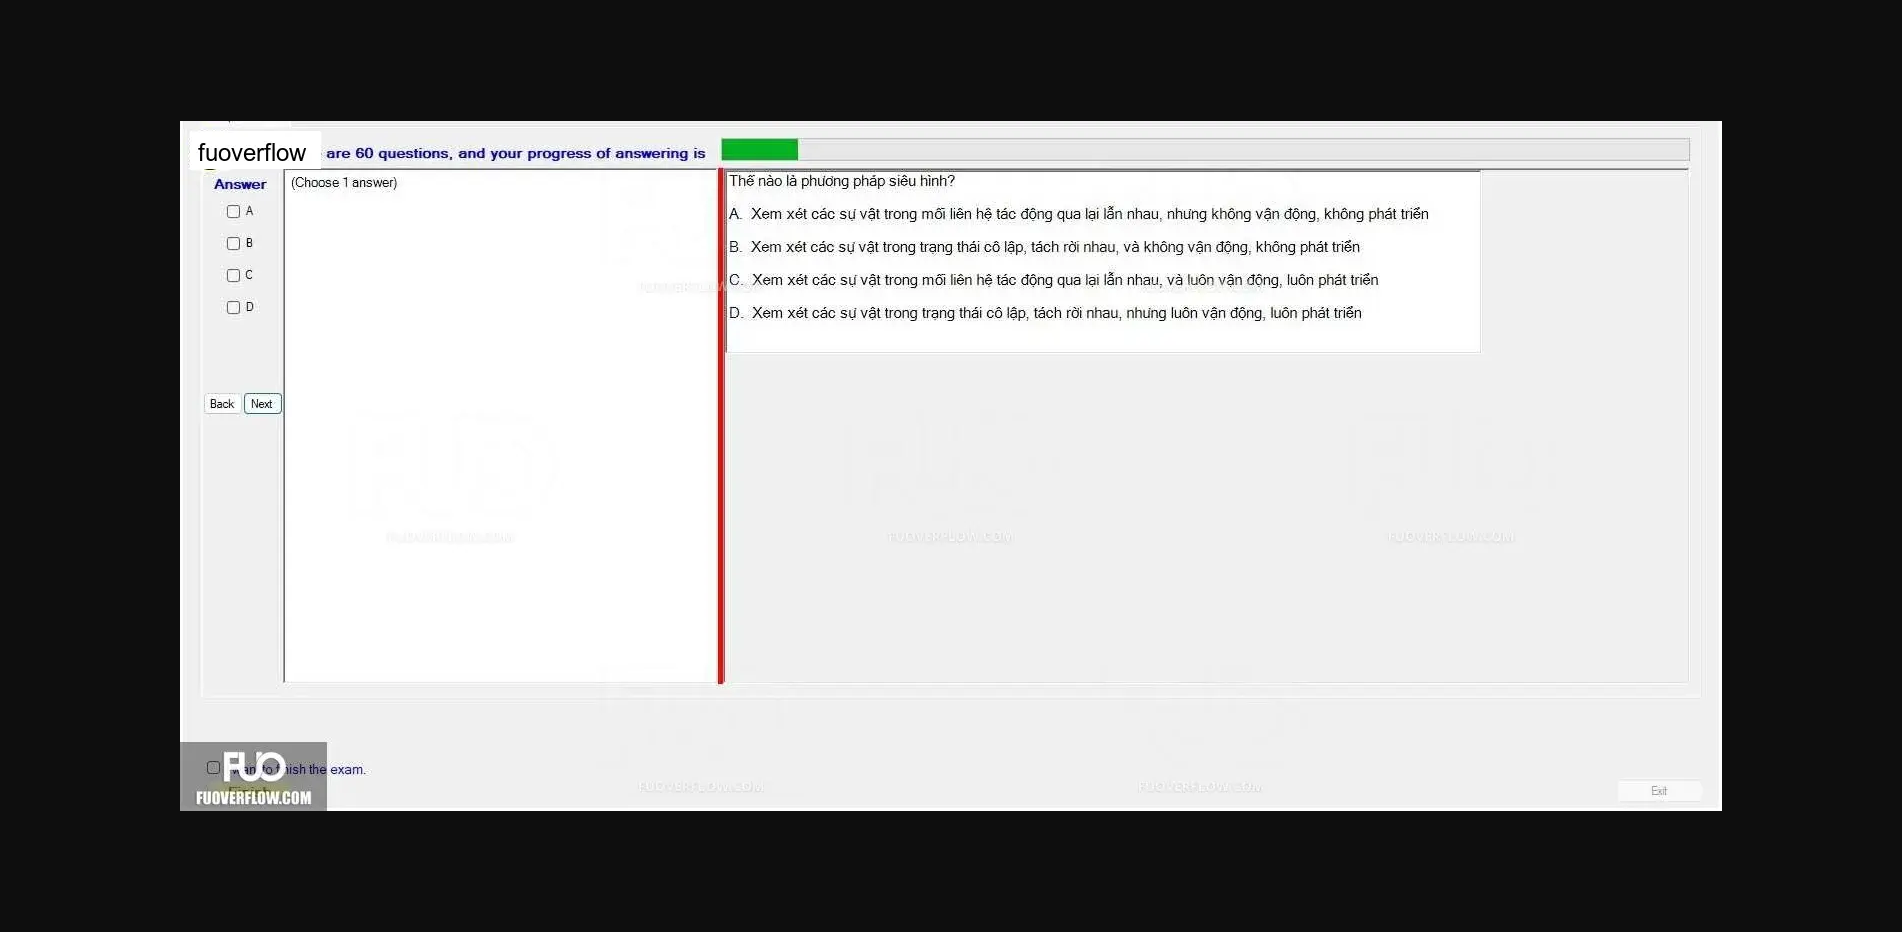 fuoverflow
are 60 questions, and your progress of answering is
Answer
(Choose 1 answer)
A
B
C
D
Back
Next
Thế nào là phương pháp siêu hình?
A. Xem xét các sự vật trong mối liên hệ tác động qua lại lẫn nhau, nhưng không vận động, không phát triển
B. Xem xét các sự vật trong trạng thái cô lập, tách rời nhau, và không vận động, không phát triển
C. Xem xét các sự vật trong mối liên hệ tác động qua lại lẫn nhau, và luôn vận động, luôn phát triển
D. Xem xét các sự vật trong trạng thái cô lập, tách rời nhau, nhưng luôn vận động, luôn phát triển
FUOVERFLOW.COM
FUOVERFLOW.COM
FUOVERFLOW.COM
FUO
to finish the exam.
FUOVERFLOW.COM
FUOVERFLOW.COM
FUOVERFLOW.COM
Exit